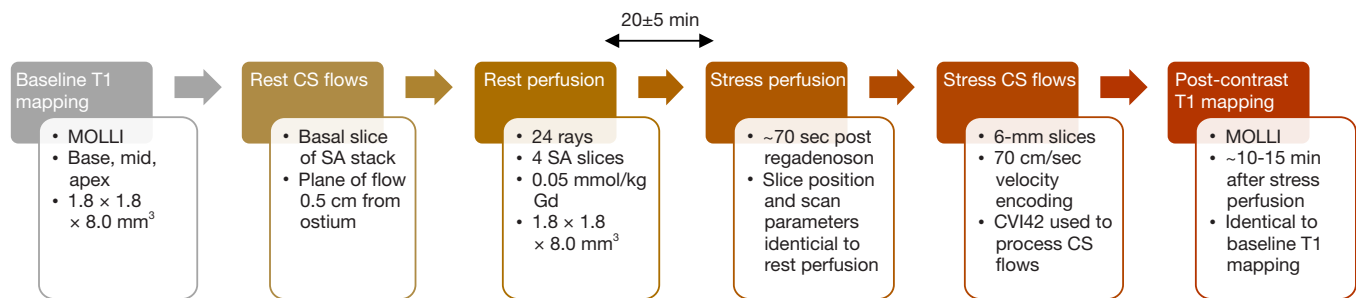 20±5 min
Baseline T1
mapping
• MOLLI
• Base, mid,
apex
• 1.8 × 1.8
× 8.0 mm³
Rest CS flows
• Basal slice
of SA stack
• Plane of flow
0.5 cm from
ostium
Rest perfusion
• 24 rays
• 4 SA slices
• 0.05 mmol/kg
Gd
• 1.8 × 1.8
× 8.0 mm³
Stress perfusion
• ~70 sec post
regadenoson
• Slice position
and scan
parameters
identicial to
rest perfusion
Stress CS flows
• 6-mm slices
• 70 cm/sec
velocity
encoding
• CVI42 used to
process CS
flows
Post-contrast
T1 mapping
• MOLLI
• ~10-15 min
after stress
perfusion
• Identical to
baseline T1
mapping